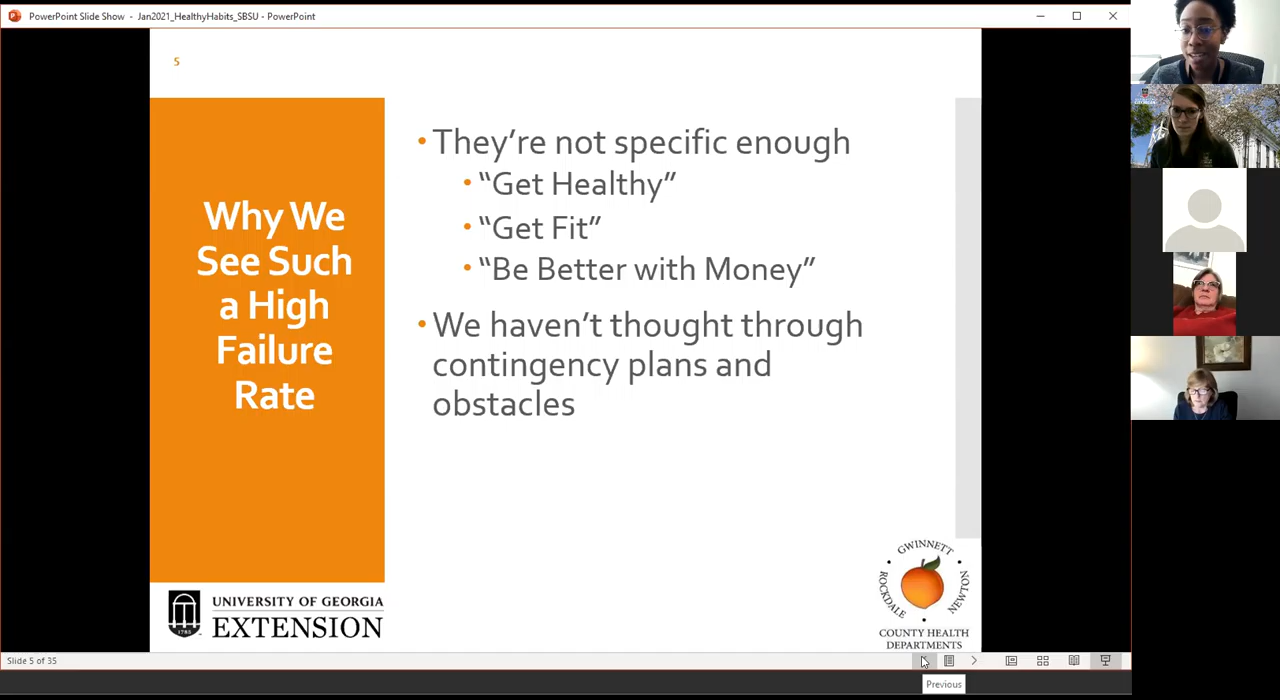 PowerPoint Slide Show - Jan2021_HealthyHabits_SBSU - PowerPoint
5
Why We
See Such
a High
Failure
Rate
• They’re not specific enough
• “Get Healthy”
• “Get Fit”
• “Be Better with Money”
• We haven’t thought through
contingency plans and
obstacles
1785
UNIVERSITY OF GEORGIA
EXTENSION
GWINNETT
ROCKDALE
NEWTON
COUNTY HEALTH
DEPARTMENTS
Slide 5 of 35
Previous